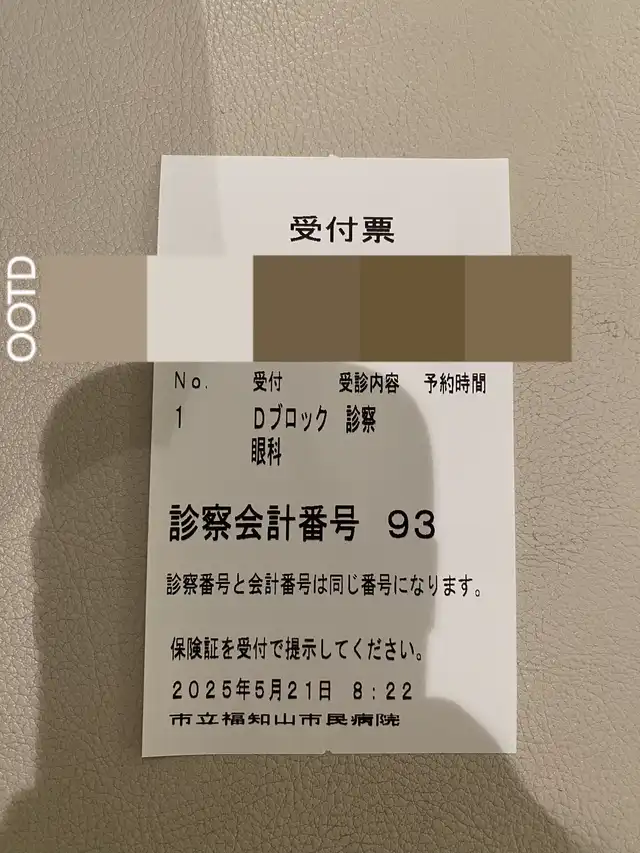 受付票
OOTD
No. 受付 受診内容 予約時間
1 Dブロック 診察
眼科
診察会計番号 93
診察番号と会計番号は同じ番号になります。
保険証を受付で提示してください。
2025年5月21日 8:22
市立福知山市民病院